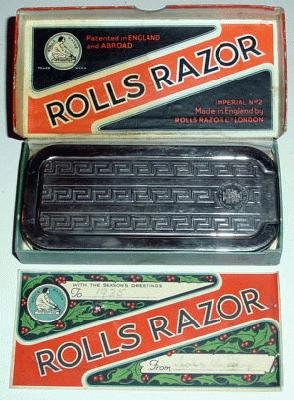 Patented in ENGLAND
and ABROAD
TRADE MARK
ROLLS RAZOR
IMPERIAL Nº2
Made in England by
ROLLS RAZOR Lᵀᴰ LONDON
WITH THE SEASON'S GREETINGS
To
ROLLS RAZOR
From